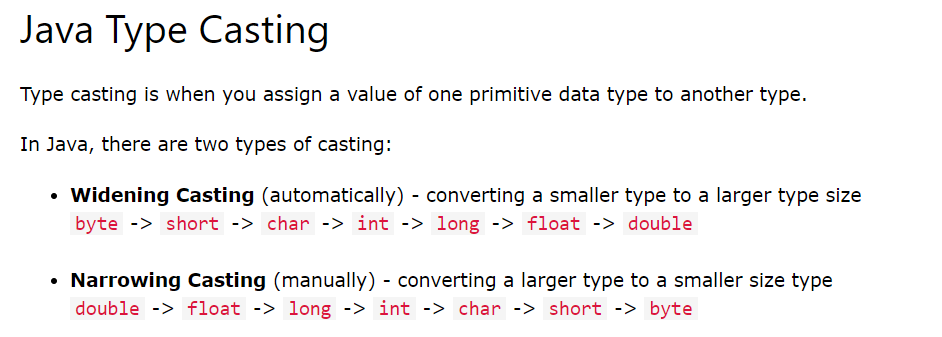 Java Type Casting
Type casting is when you assign a value of one primitive data type to another type.
In Java, there are two types of casting:
• Widening Casting (automatically) - converting a smaller type to a larger type size
byte -> short -> char -> int -> long -> float -> double
• Narrowing Casting (manually) - converting a larger type to a smaller size type
double -> float -> long -> int -> char -> short -> byte